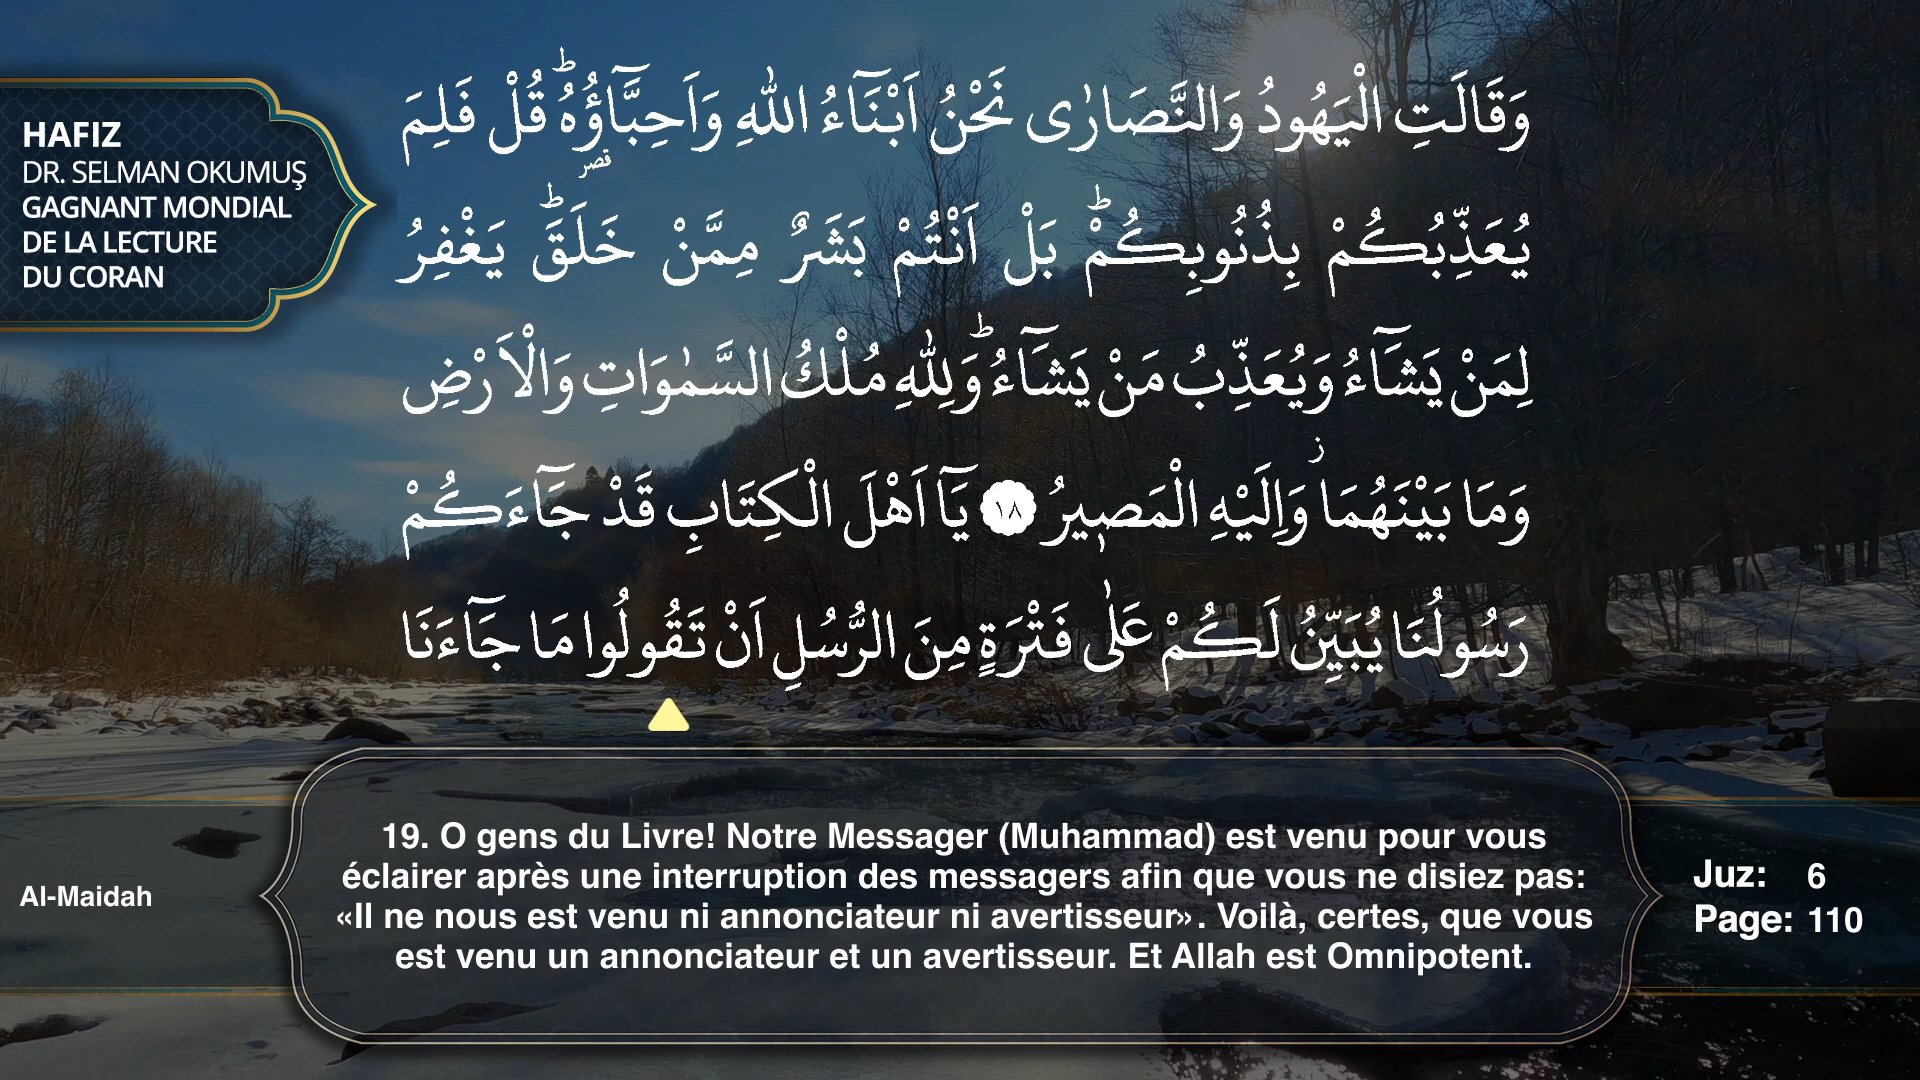 HAFIZ
DR. SELMAN OKUMUŞ
GAGNANT MONDIAL
DE LA LECTURE
DU CORAN
وَقَالَتِ الْيَهُودُ وَالنَّصَارٰى نَحْنُ اَبْنَٓاءُ اللّٰهِ وَاَحِبَّٓاؤُ۬هُۜ قُلْ فَلِمَ
قصر
يُعَذِّبُكُمْ بِذُنُوبِكُمْۜ بَلْ اَنْتُمْ بَشَرٌ مِمَّنْ خَلَقَۜ يَغْفِرُ
لِمَنْ يَشَٓاءُ وَيُعَذِّبُ مَنْ يَشَٓاءُۜ وَلِلّٰهِ مُلْكُ السَّمٰوَاتِ وَالْاَرْضِ
وَمَا بَيْنَهُمَاۘ وَاِلَيْهِ الْمَص۪يرُ ﴿١٨﴾ يَٓا اَهْلَ الْكِتَابِ قَدْ جَٓاءَكُمْ
رَسُولُنَا يُبَيِّنُ لَكُمْ عَلٰى فَتْرَةٍ مِنَ الرُّسُلِ اَنْ تَقُولُوا مَا جَٓاءَنَا
19. O gens du Livre! Notre Messager (Muhammad) est venu pour vous
éclairer après une interruption des messagers afin que vous ne disiez pas:
«Il ne nous est venu ni annonciateur ni avertisseur». Voilà, certes, que vous
est venu un annonciateur et un avertisseur. Et Allah est Omnipotent.
Al-Maidah
Juz: 6
Page: 110